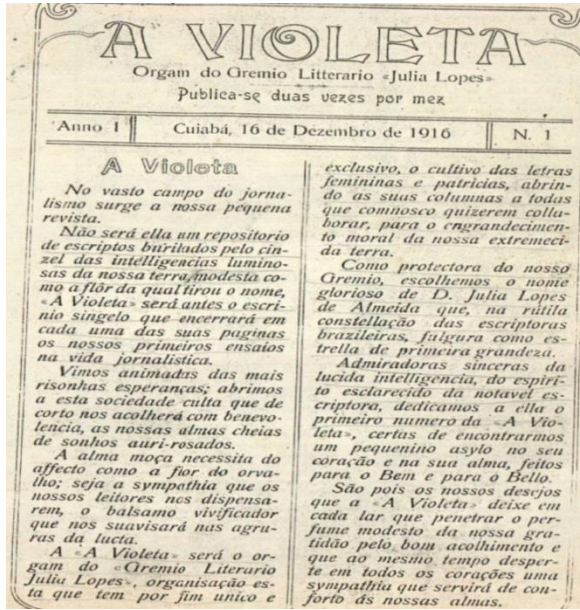 A VIOLETA
Orgam do Gremio Litterario «Julia Lopes»
Publica-se duas vezes por mez
Anno I
Cuiabá, 16 de Dezembro de 1916
N. 1
A Violeta
No vasto campo do jorna-
lismo surge a nossa pequena
revista.
Não será ella um repositorio
de escriptos burilados pelo cin-
zel das intelligencias lumino-
sas da nossa terra, modesta co-
mo a flôr da qual tirou o nome,
«A Violeta» será antes o escri-
nio singelo que encerrará em
cada uma das suas paginas
os nossos primeiros ensaios
na vida jornalistica.
Vimos animadas das mais
risonhas esperanças; abrimos
a esta sociedade culta que de
corto nos acolherá com benevo-
lencia, as nossas almas cheias
de sonhos auri-rosados.
A alma moça necessita do
affecto como a flor do orva-
lho; seja a sympathia que os
nossos leitores nos dispensa-
rem, o balsamo vivificador
que nos suavisará nas agru-
ras da lucta.
A «A Violeta» será o or-
gam do «Gremio Literario
Julia Lopes», organisação es-
ta que tem por fim unico e
exclusivo, o cultivo das letras
femininas e patricias, abrin-
do as suas columnas a todas
que comnosco quizerem colla-
borar, para o engrandecimen-
to moral da nossa extremeci-
da terra.
Como protectora do nosso
Gremio, escolhemos o nome
glorioso de D. Julia Lopes
de Almeida que, na rútila
constellação das escriptoras
brazileiras, fulgura como es-
trella de primeira grandeza.
Admiradoras sinceras da
lucida intelligencia, do espiri-
to esclarecido da notavel es-
criptora, dedicamos a ella o
primeiro numero da «A Vio-
leta», certas de encontrarmos
um pequenino asylo no seu
coração e na sua alma, feitos
para o Bem e para o Bello.
São pois os nossos desejos
que a «A Violeta» deixe em
cada lar que penetrar o per-
fume modesto da nossa gra-
tidão pelo bom acolhimento e
que ao mesmo tempo desper-
te em todos os corações uma
sympathia que servirá de con-
forto ás nossas almas.